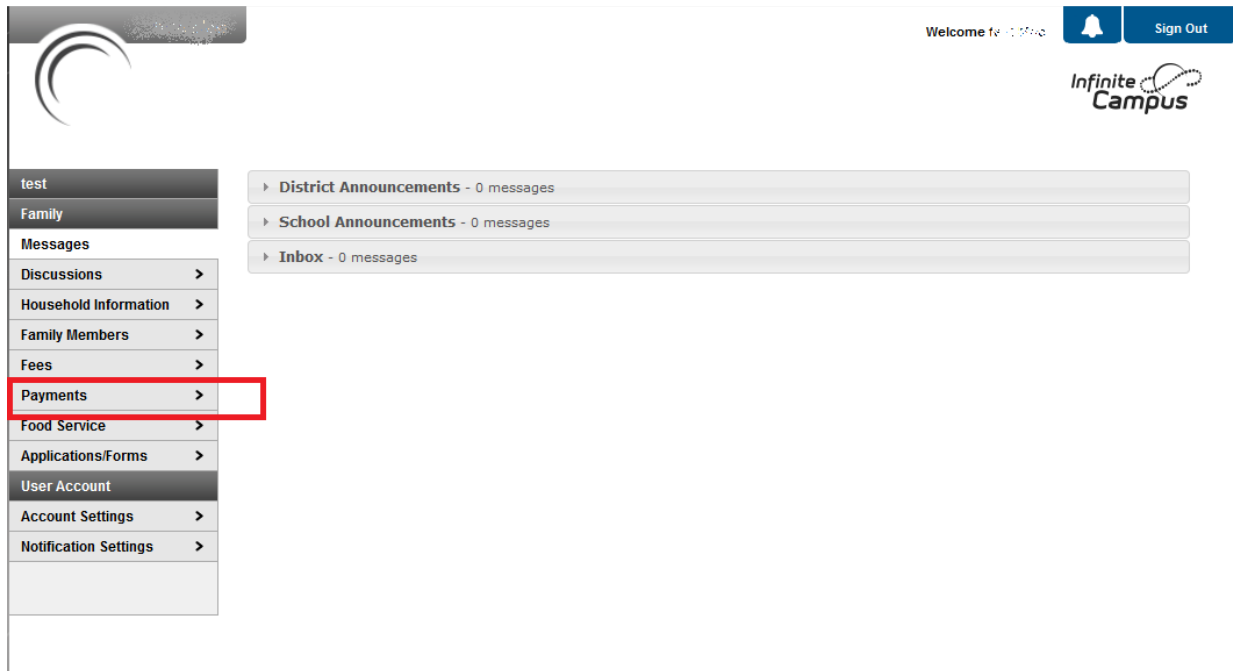 Welcome
Sign Out
Infinite
Campus
test
Family
Messages
Discussions
Household Information
Family Members
Fees
Payments
Food Service
Applications/Forms
User Account
Account Settings
Notification Settings
District Announcements - 0 messages
School Announcements - 0 messages
Inbox - 0 messages